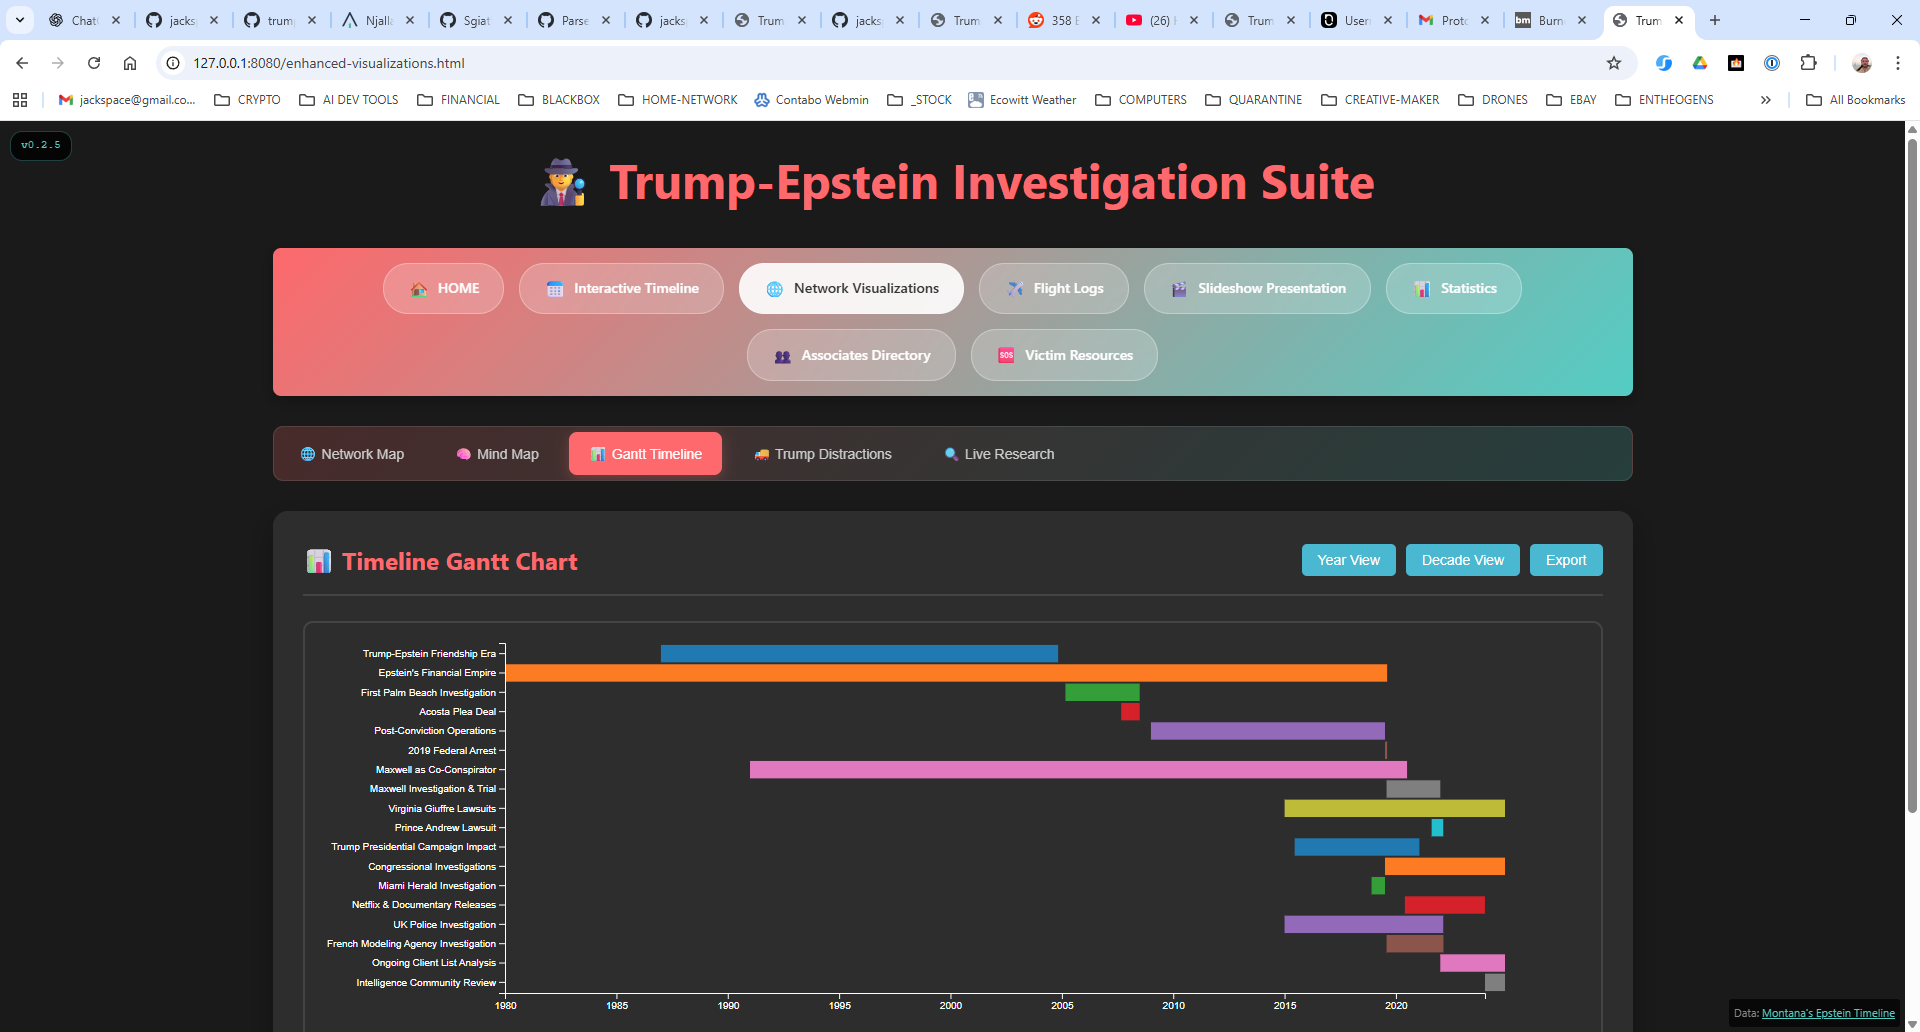 Chat
jacks
trump
Njalla
Sgiat
Parse
jacks
Trum
jacks
Trum
358 E
(26)
Trum
User
Proto
Burn
Trum
127.0.0.1:8080/enhanced-visualizations.html
jackspace@gmail.co...
CRYPTO
AI DEV TOOLS
FINANCIAL
BLACKBOX
HOME-NETWORK
Contabo Webmin
_STOCK
Ecowitt Weather
COMPUTERS
QUARANTINE
CREATIVE-MAKER
DRONES
EBAY
ENTHEOGENS
All Bookmarks
v0.2.5
Trump-Epstein Investigation Suite
HOME
Interactive Timeline
Network Visualizations
Flight Logs
Slideshow Presentation
Statistics
Associates Directory
SOS Victim Resources
Network Map
Mind Map
Gantt Timeline
Trump Distractions
Live Research
Timeline Gantt Chart
Year View
Decade View
Export
Trump-Epstein Friendship Era
Epstein's Financial Empire
First Palm Beach Investigation
Acosta Plea Deal
Post-Conviction Operations
2019 Federal Arrest
Maxwell as Co-Conspirator
Maxwell Investigation & Trial
Virginia Giuffre Lawsuits
Prince Andrew Lawsuit
Trump Presidential Campaign Impact
Congressional Investigations
Miami Herald Investigation
Netflix & Documentary Releases
UK Police Investigation
French Modeling Agency Investigation
Ongoing Client List Analysis
Intelligence Community Review
1980 1985 1990 1995 2000 2005 2010 2015 2020
Data: Montana's Epstein Timeline